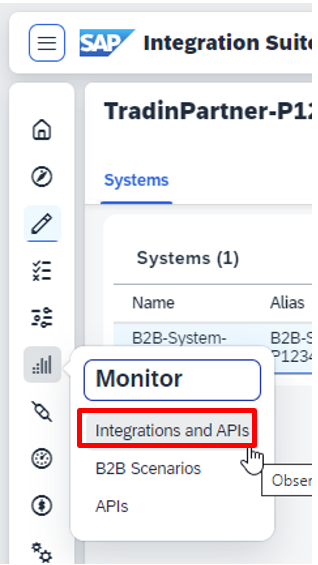 SAP Integration Suite
TradinPartner-P12
Systems
Systems (1)
Name Alias
B2B-System- B2B-S
P1234
Monitor
Integrations and APIs
B2B Scenarios
APIs
Obser